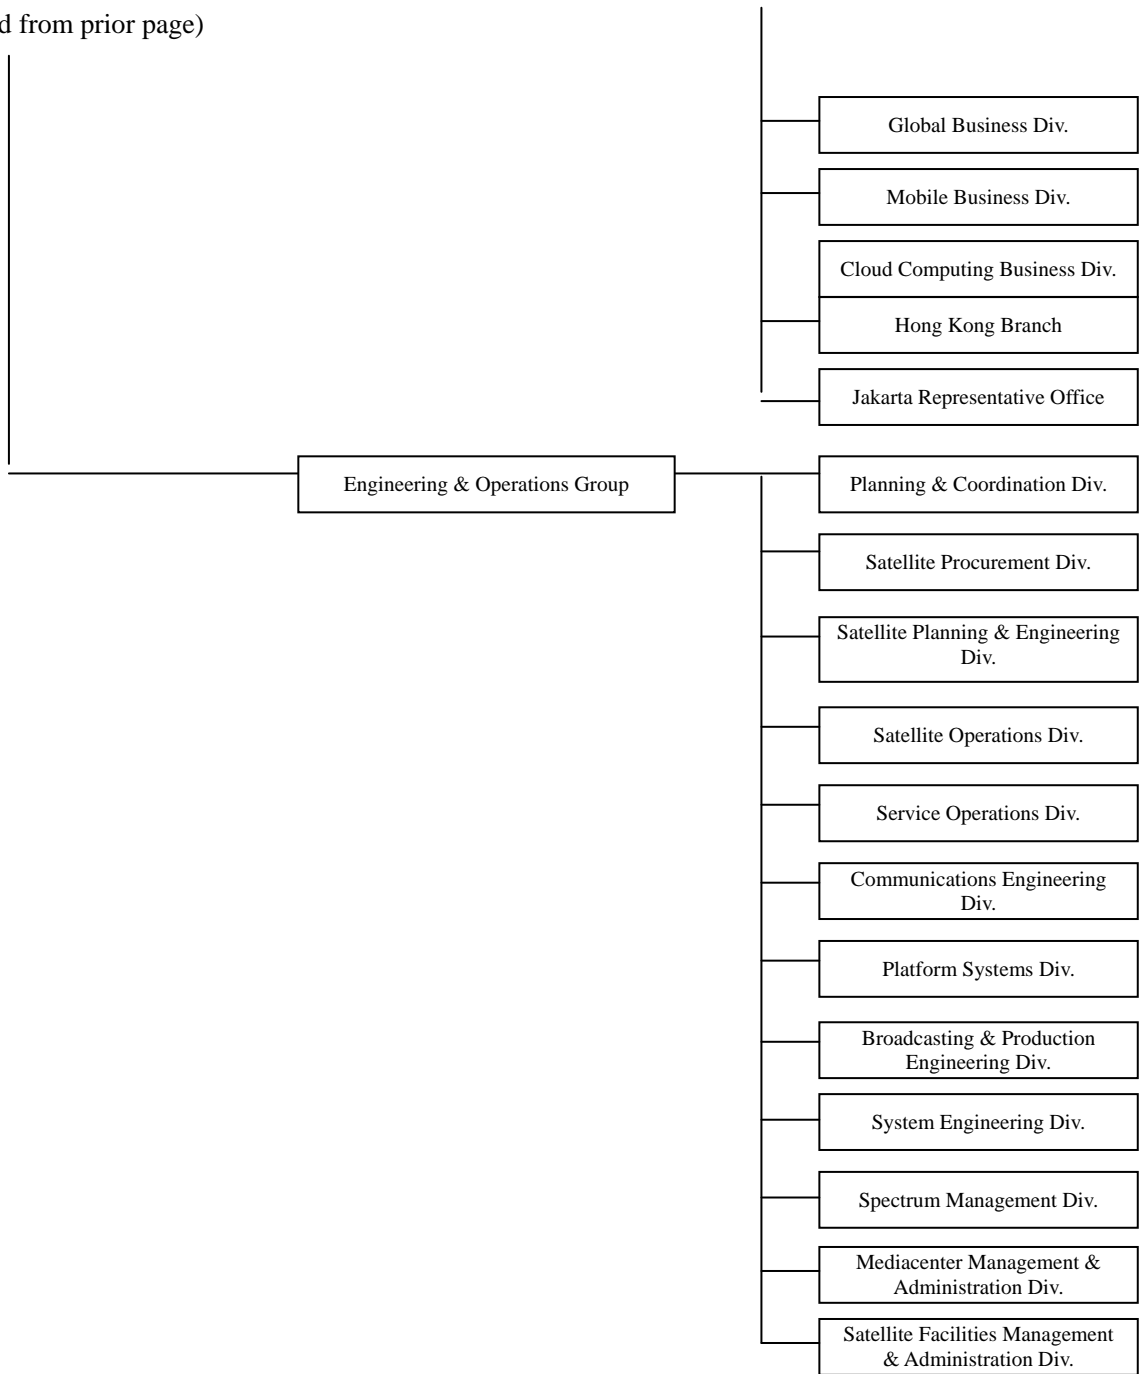 d from prior page)
Global Business Div.
Mobile Business Div.
Cloud Computing Business Div.
Hong Kong Branch
Jakarta Representative Office
Engineering & Operations Group
Planning & Coordination Div.
Satellite Procurement Div.
Satellite Planning & Engineering
Div.
Satellite Operations Div.
Service Operations Div.
Communications Engineering
Div.
Platform Systems Div.
Broadcasting & Production
Engineering Div.
System Engineering Div.
Spectrum Management Div.
Mediacenter Management &
Administration Div.
Satellite Facilities Management
& Administration Div.